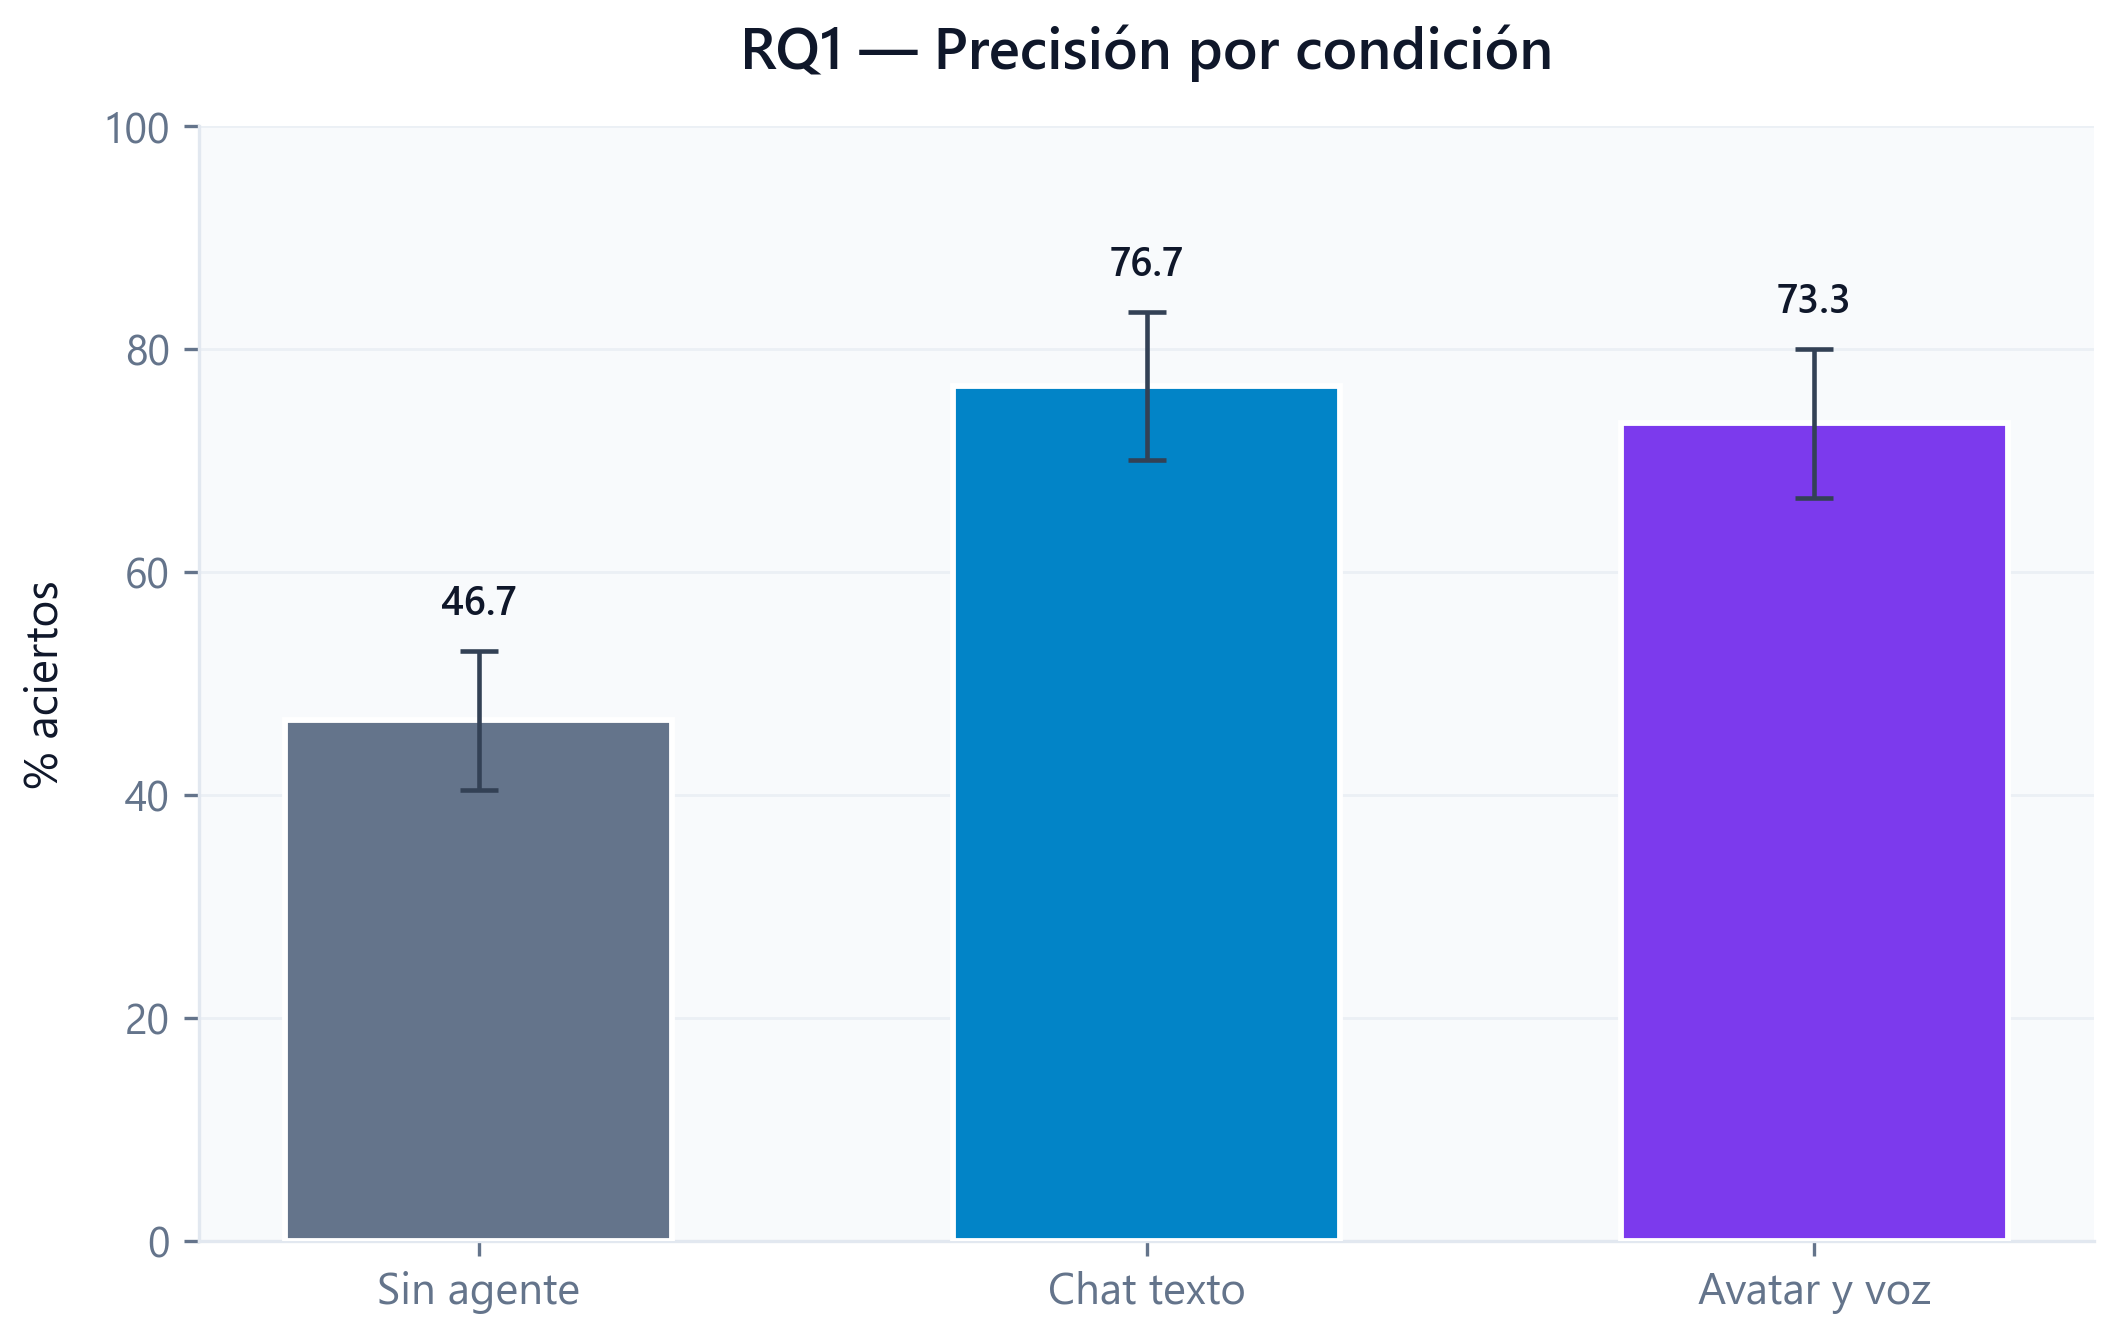 RQ1 — Precisión por condición
% aciertos
100
80
60
40
20
0
46.7
76.7
73.3
Sin agente
Chat texto
Avatar y voz